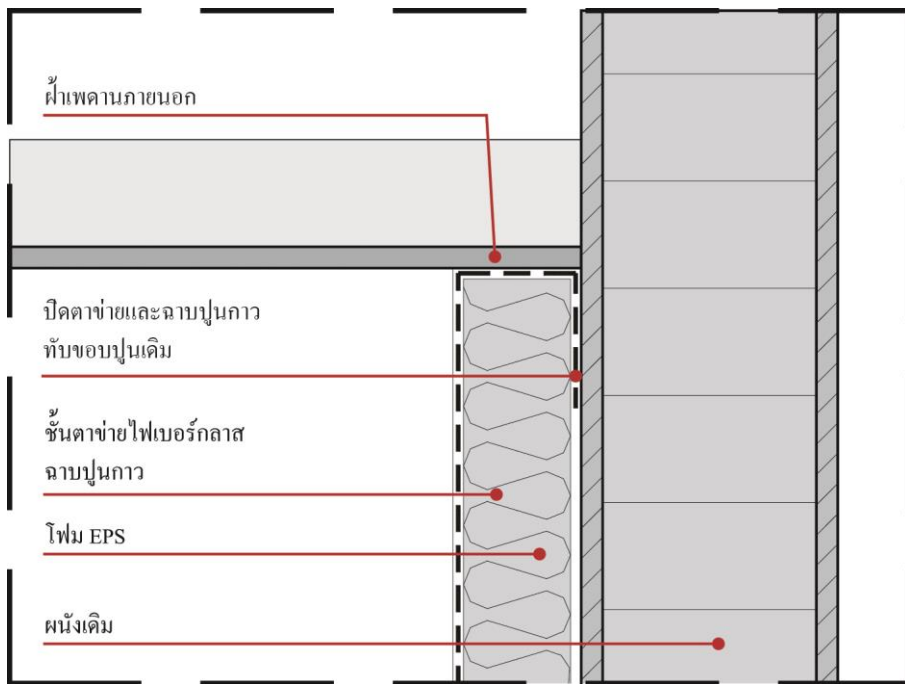 ฝ้าเพดานภายนอก
ปิดตาข่ายและฉาบปูนกาว
ทับขอบปูนเดิม
ชั้นตาข่ายไฟเบอร์กลาส
ฉาบปูนกาว
โฟม EPS
ผนังเดิม